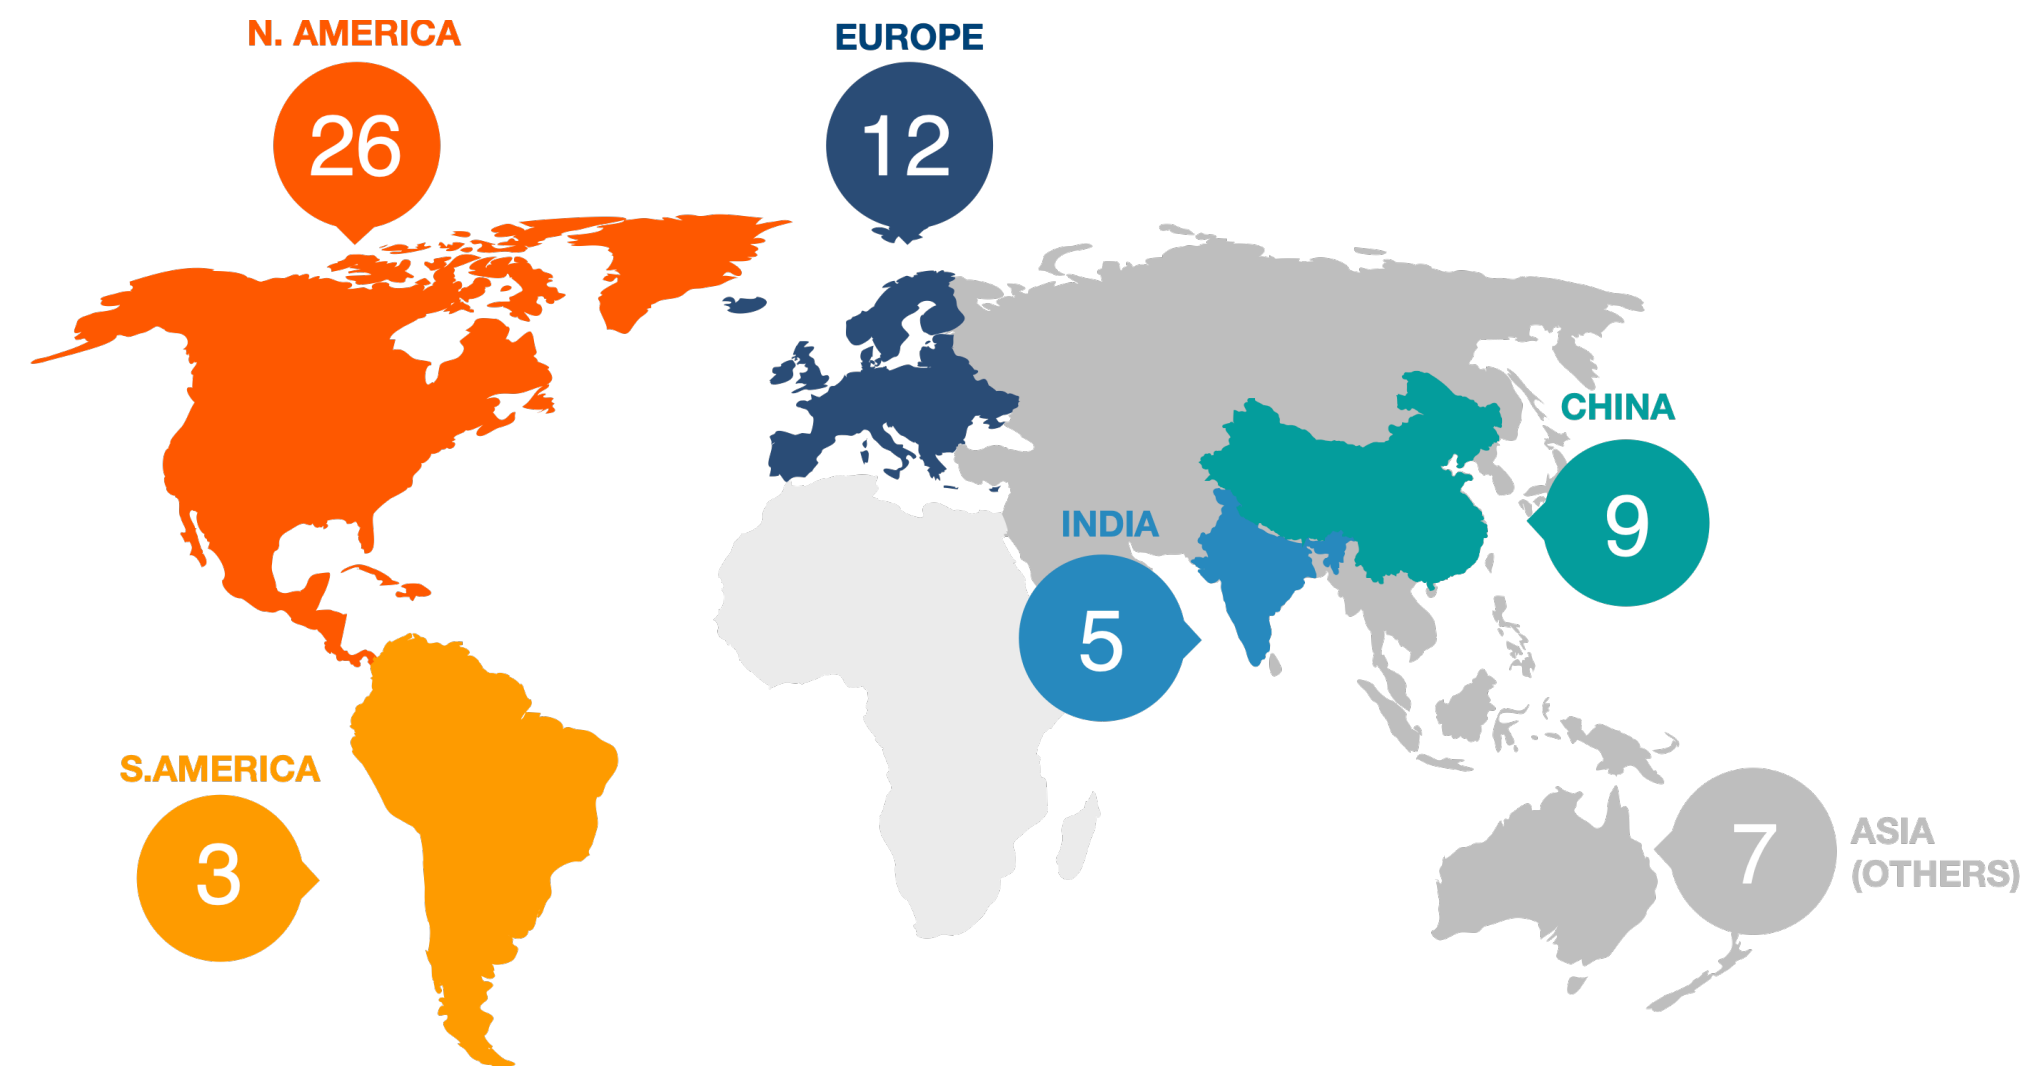 N. AMERICA
26
EUROPE
12
CHINA
9
INDIA
5
S.AMERICA
3
ASIA
(OTHERS)
7